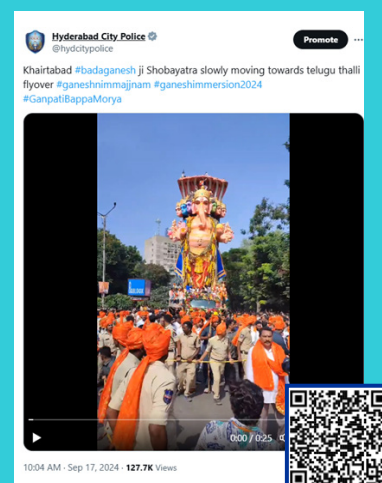 Hyderabad City Police
@hydcitypolice
Promote
Khairtabad #badaganesh ji Shobayatra slowly moving towards telugu thalli
flyover #ganeshnimmajjnam #ganeshimmersion2024
#GanpatiBappaMorya
0:00 / 0:25
10:04 AM · Sep 17, 2024 · 127.7K Views